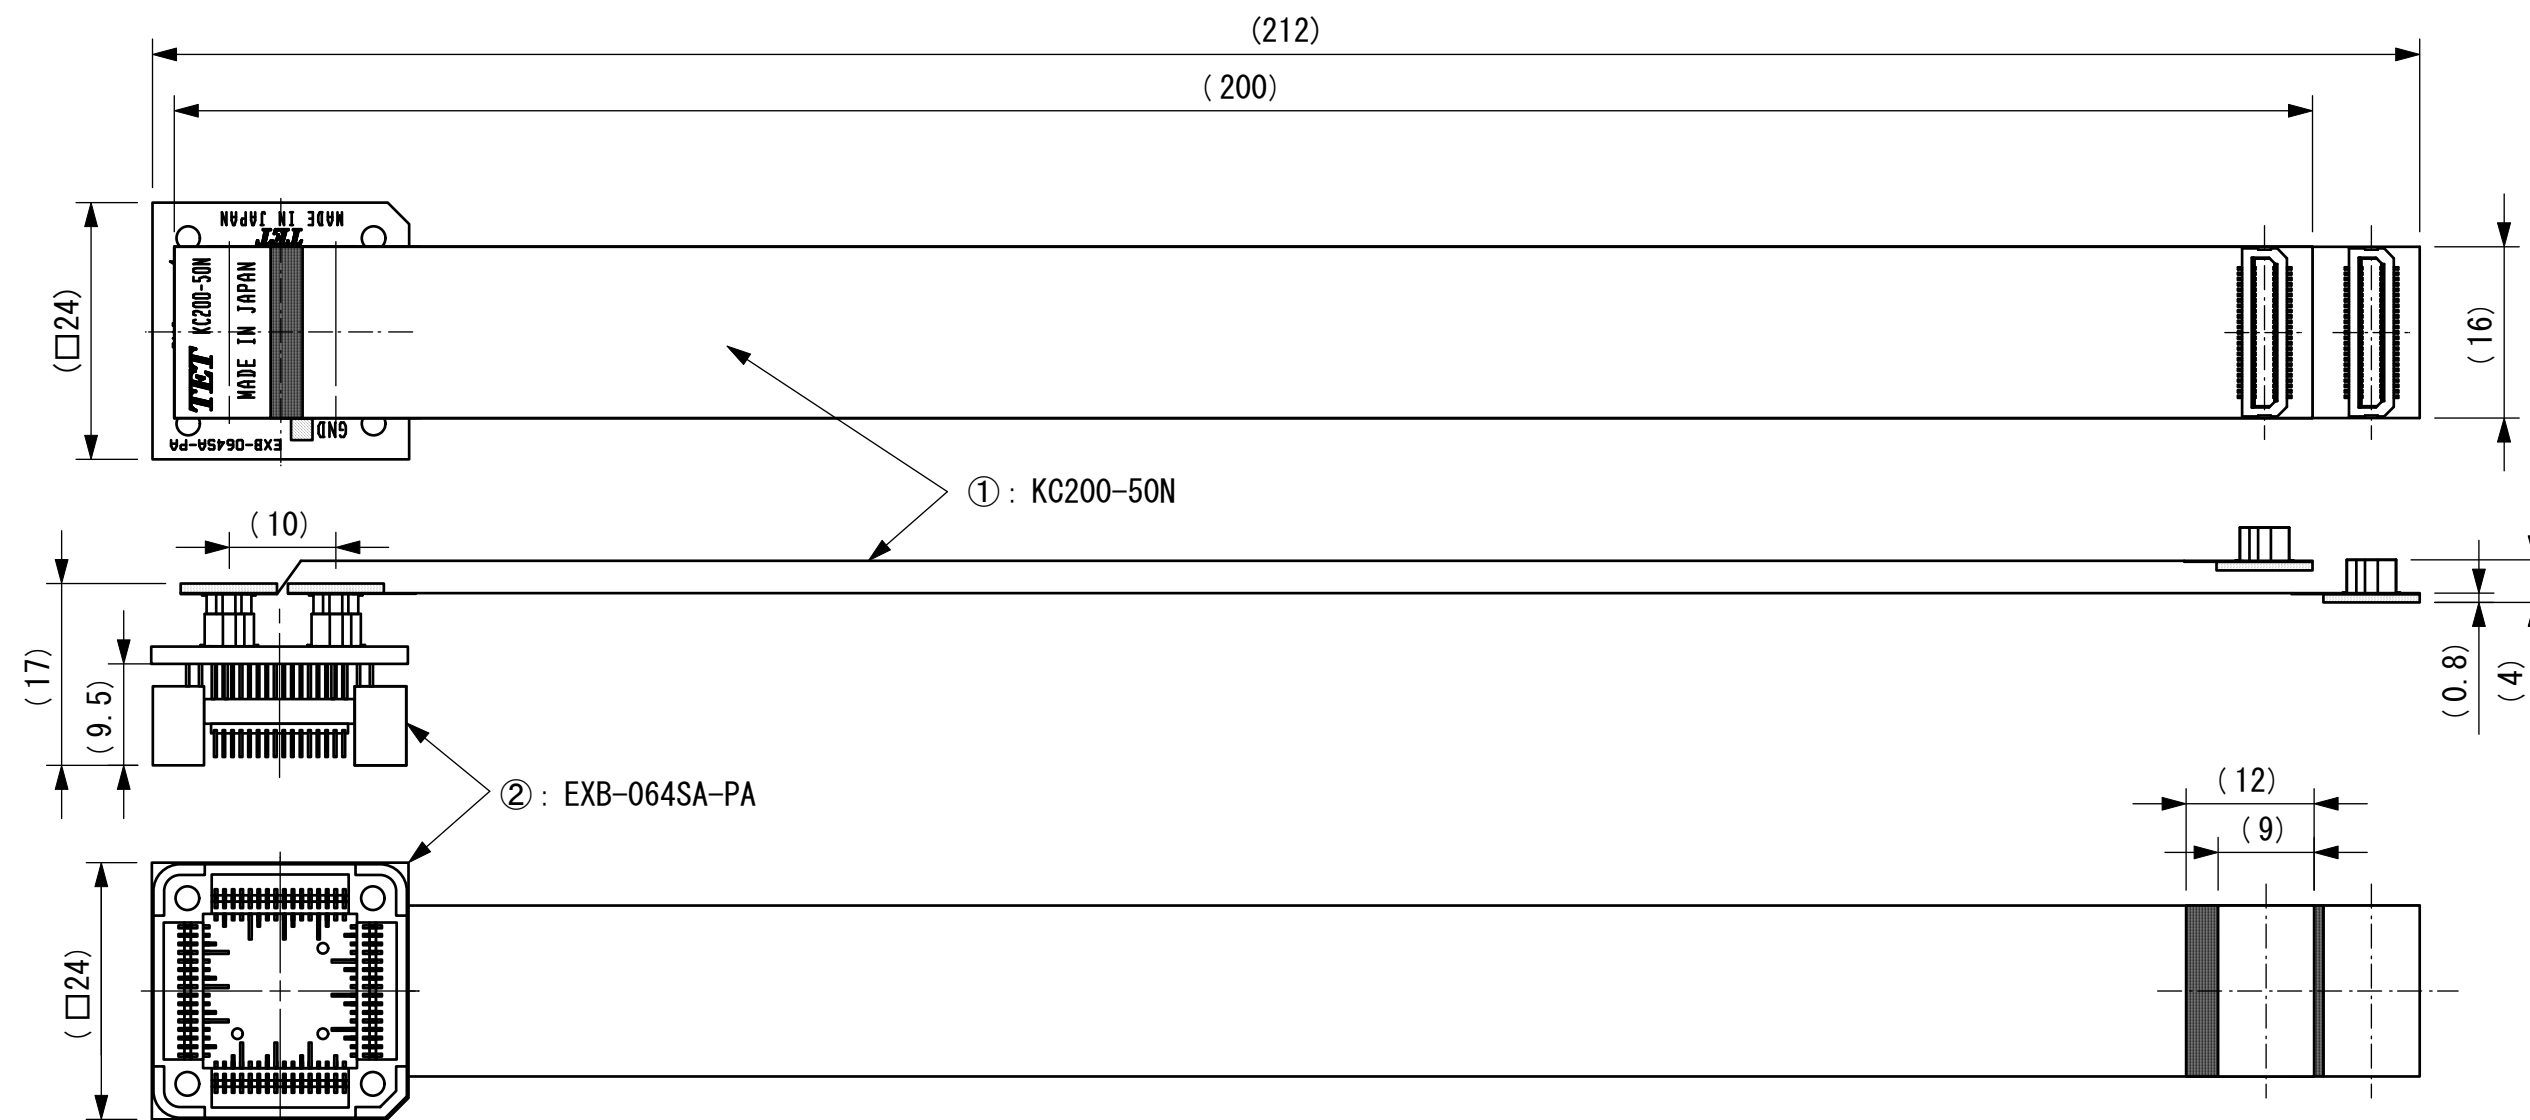 (212)
(200)
MADE IN JAPAN
TET
(□24)
TET KC200-50N
MADE IN JAPAN
GND
EXB-064SA-PA
(16)
①: KC200-50N
(10)
(17)
(9.5)
(0.8)
(4)
②: EXB-064SA-PA
(12)
(9)
(□24)